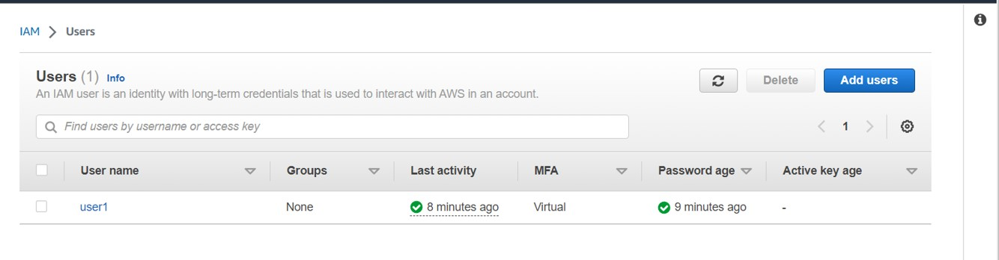 IAM > Users
Users (1) Info
Delete
Add users
An IAM user is an identity with long-term credentials that is used to interact with AWS in an account.
Find users by username or access key
1
User name Groups Last activity MFA Password age Active key age
user1 None 8 minutes ago Virtual 9 minutes ago -